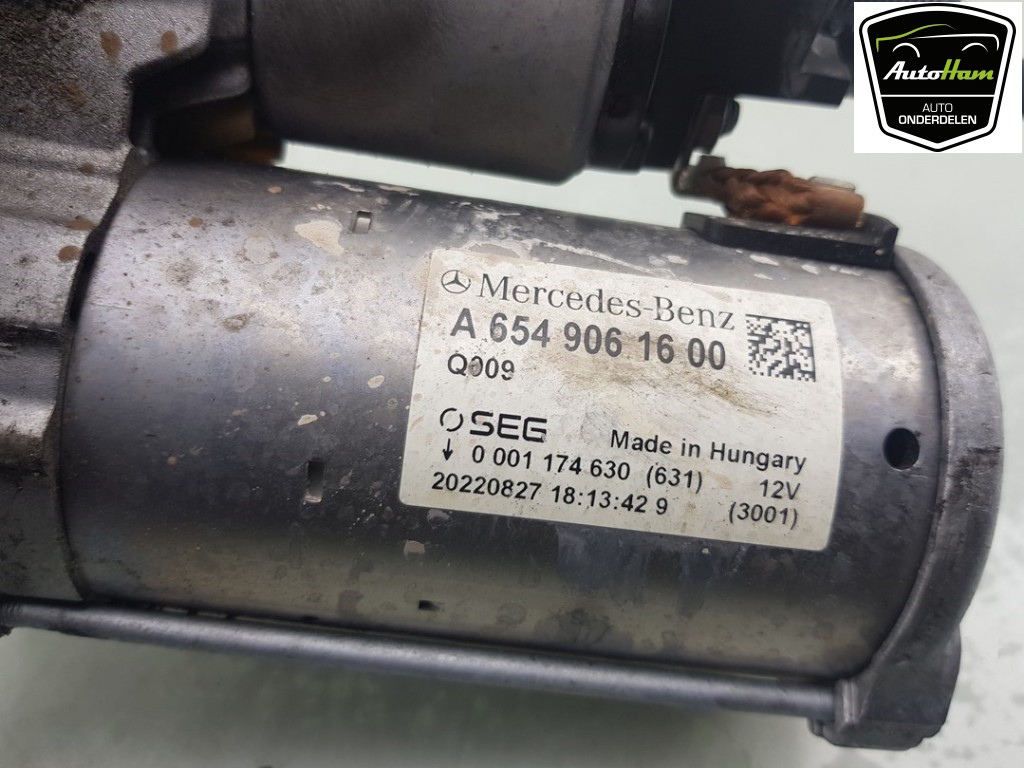 AutoHam
AUTO
ONDERDELEN
Mercedes-Benz
A 654 906 16 00
Q009
SEG Made in Hungary
↓ 0 001 174 630 (631) 12V
20220827 18:13:42 9 (3001)